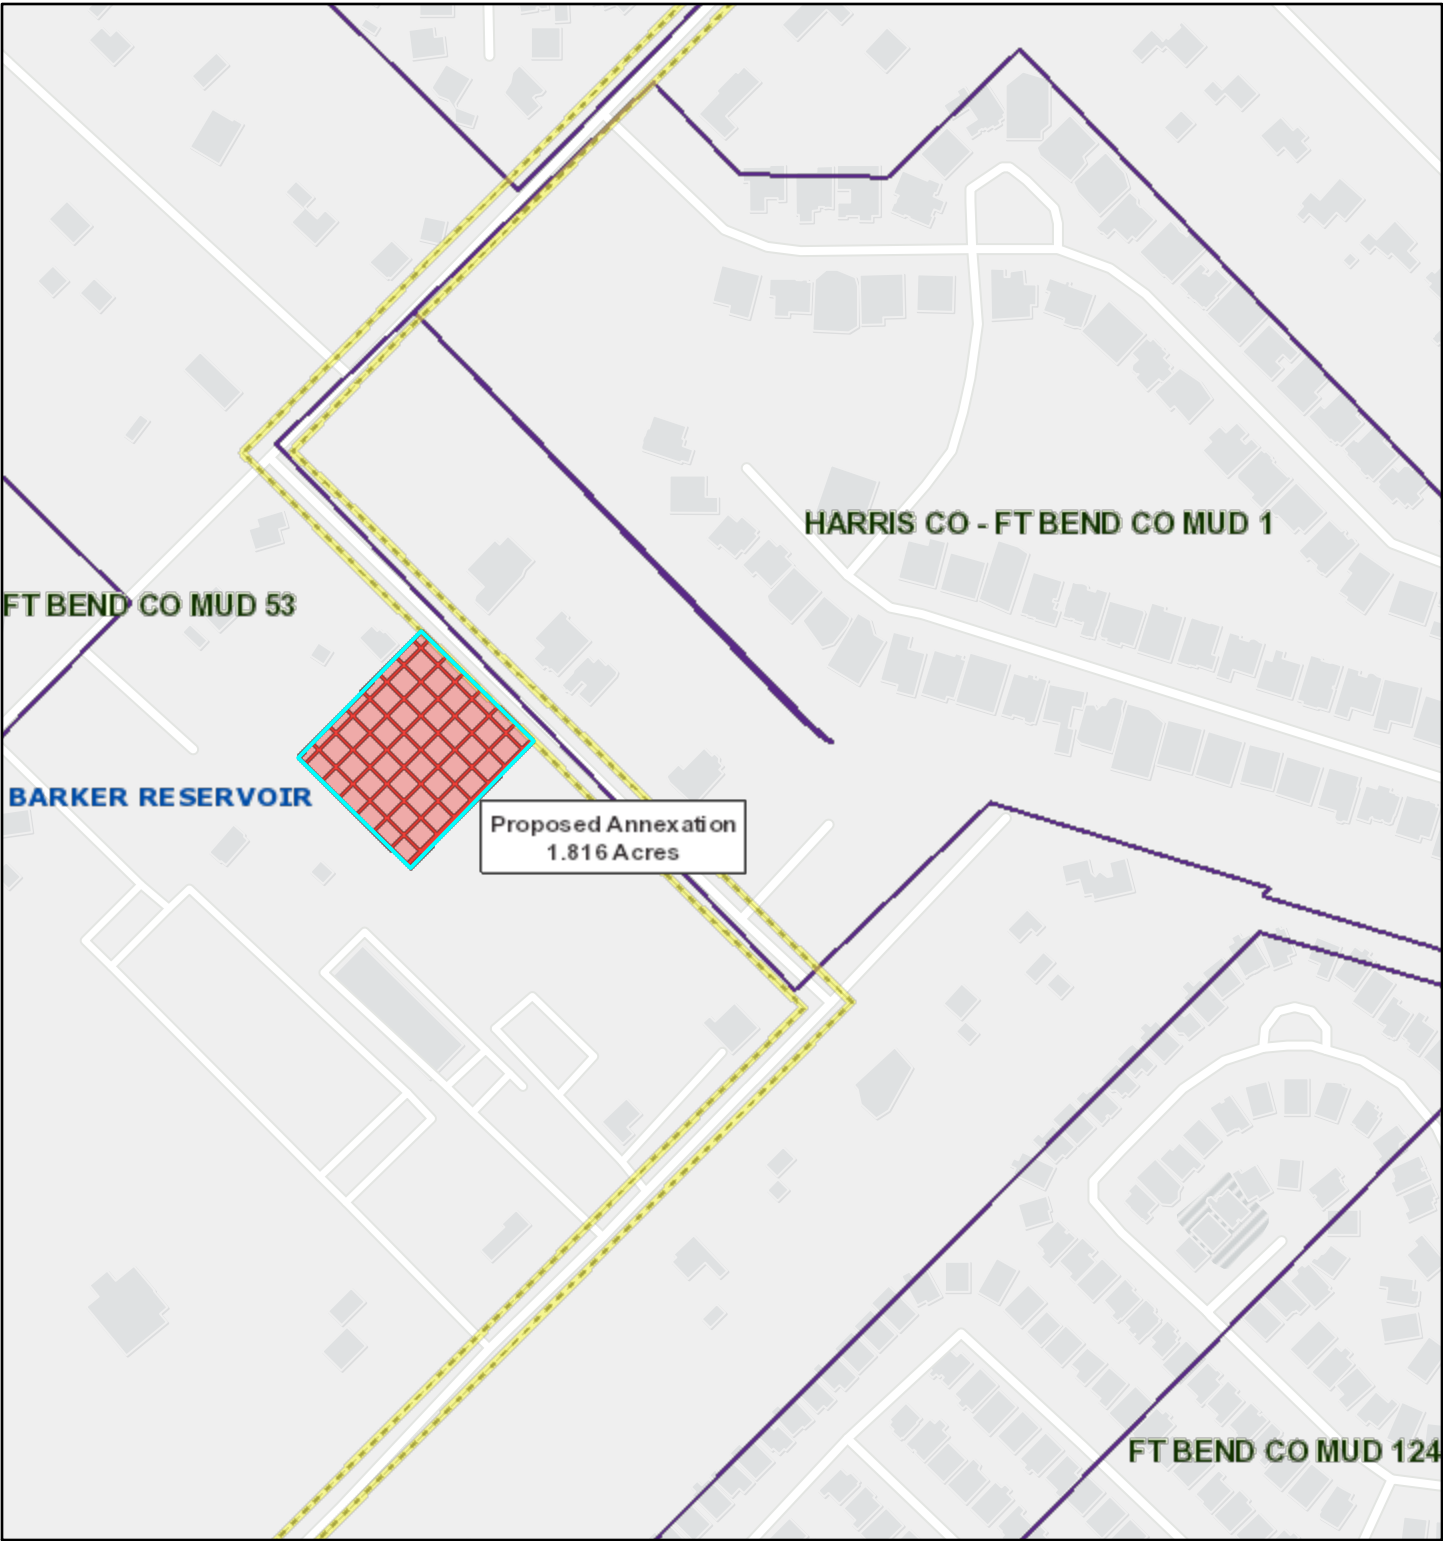 HARRIS CO - FT BEND CO MUD 1
FT BEND CO MUD 53
BARKER RESERVOIR
Proposed Annexation
1.816 Acres
FT BEND CO MUD 124